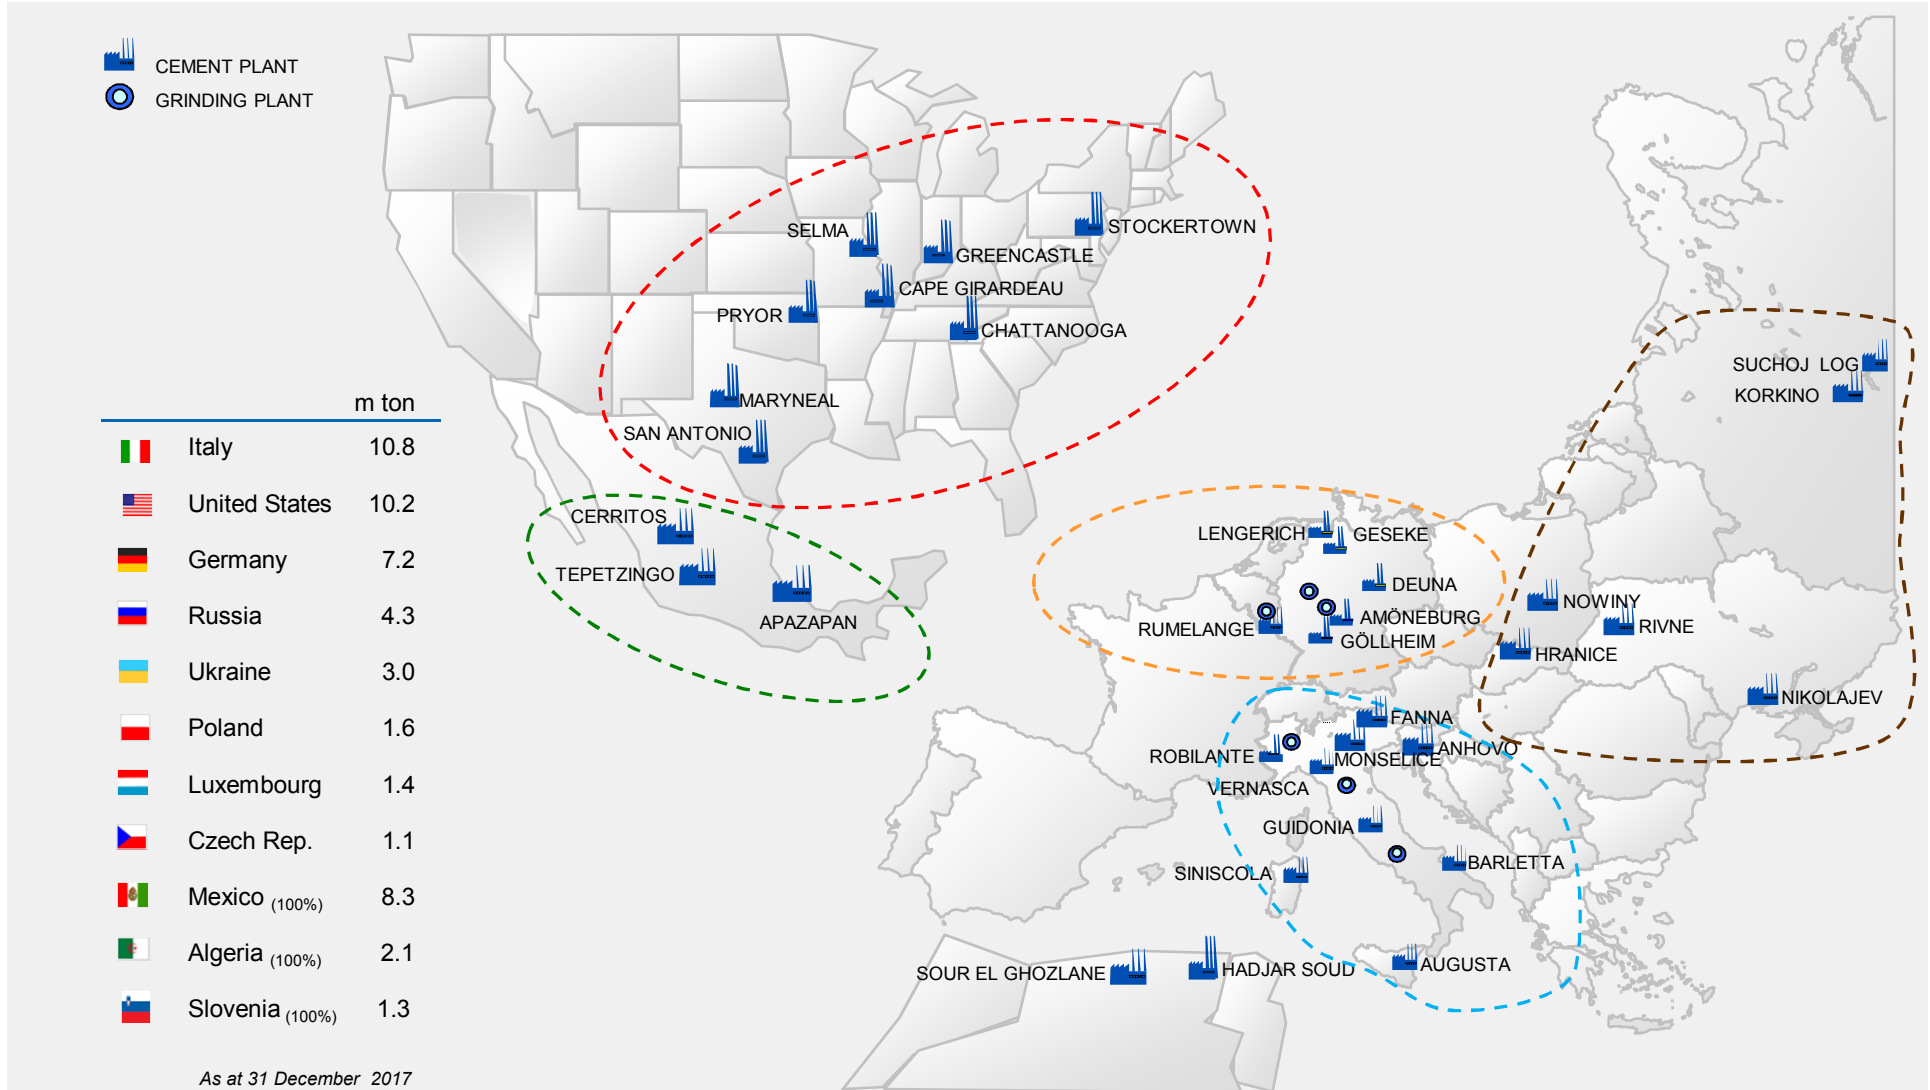 CEMENT PLANT
GRINDING PLANT
m ton
Italy 10.8
United States 10.2
Germany 7.2
Russia 4.3
Ukraine 3.0
Poland 1.6
Luxembourg 1.4
Czech Rep. 1.1
Mexico (100%) 8.3
Algeria (100%) 2.1
Slovenia (100%) 1.3
As at 31 December 2017
SELMA
STOCKERTOWN
GREENCASTLE
CAPE GIRARDEAU
PRYOR
CHATTANOOGA
MARYNEAL
SAN ANTONIO
CERRITOS
TEPETZINGO
APAZAPAN
SUCHOJ LOG
KORKINO
LENGERICH
GESEKE
DEUNA
AMÖNEBURG
RUMELANGE
GÖLLHEIM
NOWINY
RIVNE
HRANICE
NIKOLAJEV
FANNA
ANHOVO
ROBILANTE
MONSELICE
VERNASCA
GUIDONIA
BARLETTA
SINISCOLA
AUGUSTA
SOUR EL GHOZLANE
HADJAR SOUD